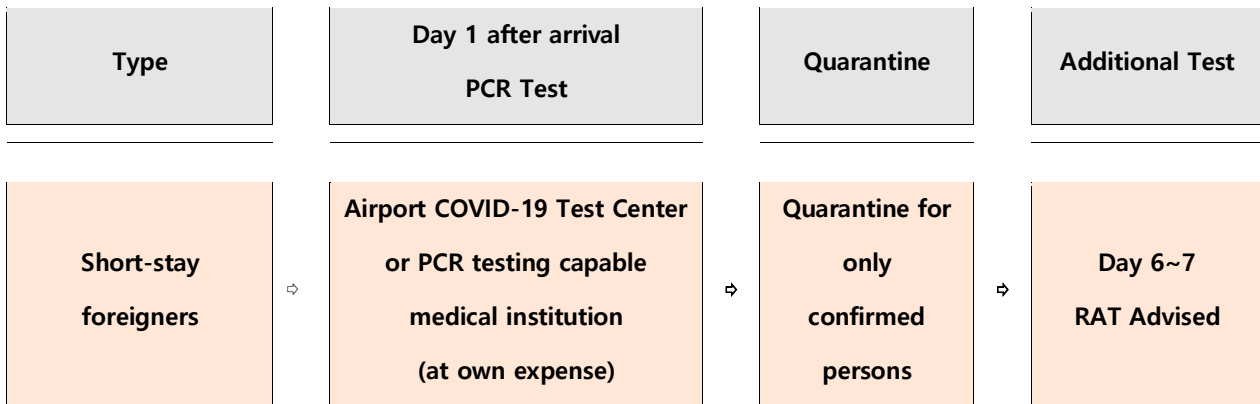 Type
Day 1 after arrival
PCR Test
Quarantine
Additional Test
Short-stay
foreigners
⇨
Airport COVID-19 Test Center
or PCR testing capable
medical institution
(at own expense)
⇨
Quarantine for
only
confirmed
persons
⇨
Day 6~7
RAT Advised